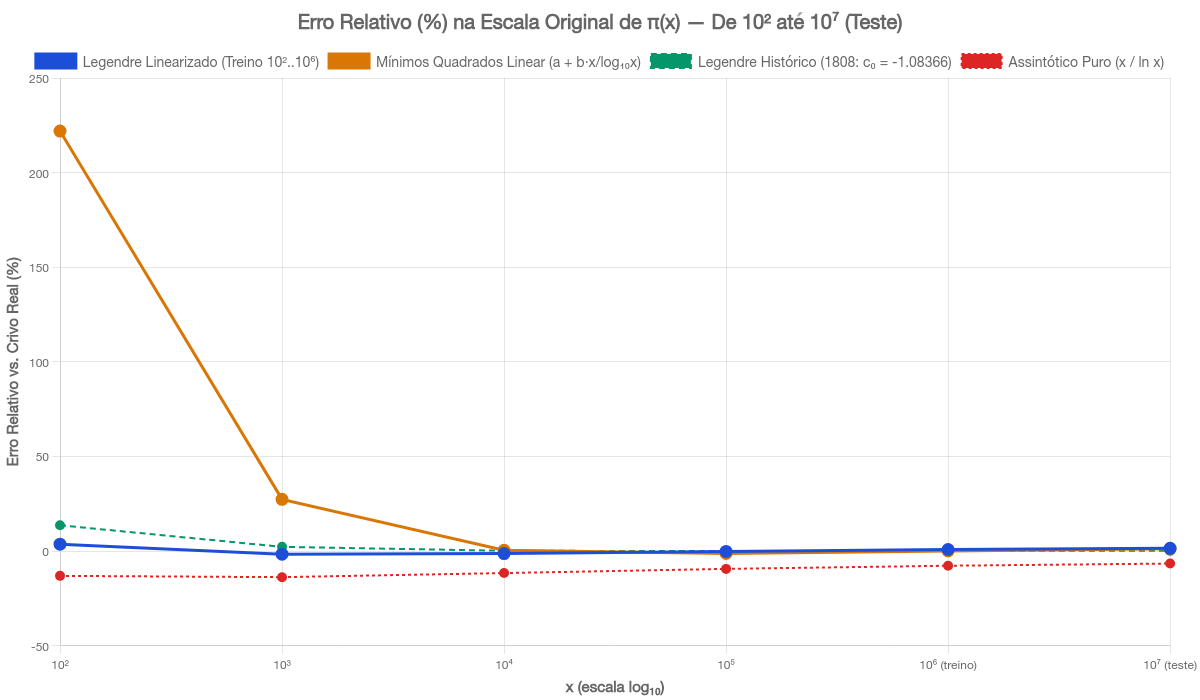 Erro Relativo (%) na Escala Original de π(x) — De 10² até 10⁷ (Teste)
Legendre Linearizado (Treino 10²..10⁶) Mínimos Quadrados Linear (a + b·x/log₁₀x) Legendre Histórico (1808: c₀ = -1.08366) Assintótico Puro (x / ln x)
250
200
150
100
50
0
-50
Erro Relativo vs. Crivo Real (%)
10² 10³ 10⁴ 10⁵ 10⁶ (treino) 10⁷ (teste)
x (escala log₁₀)